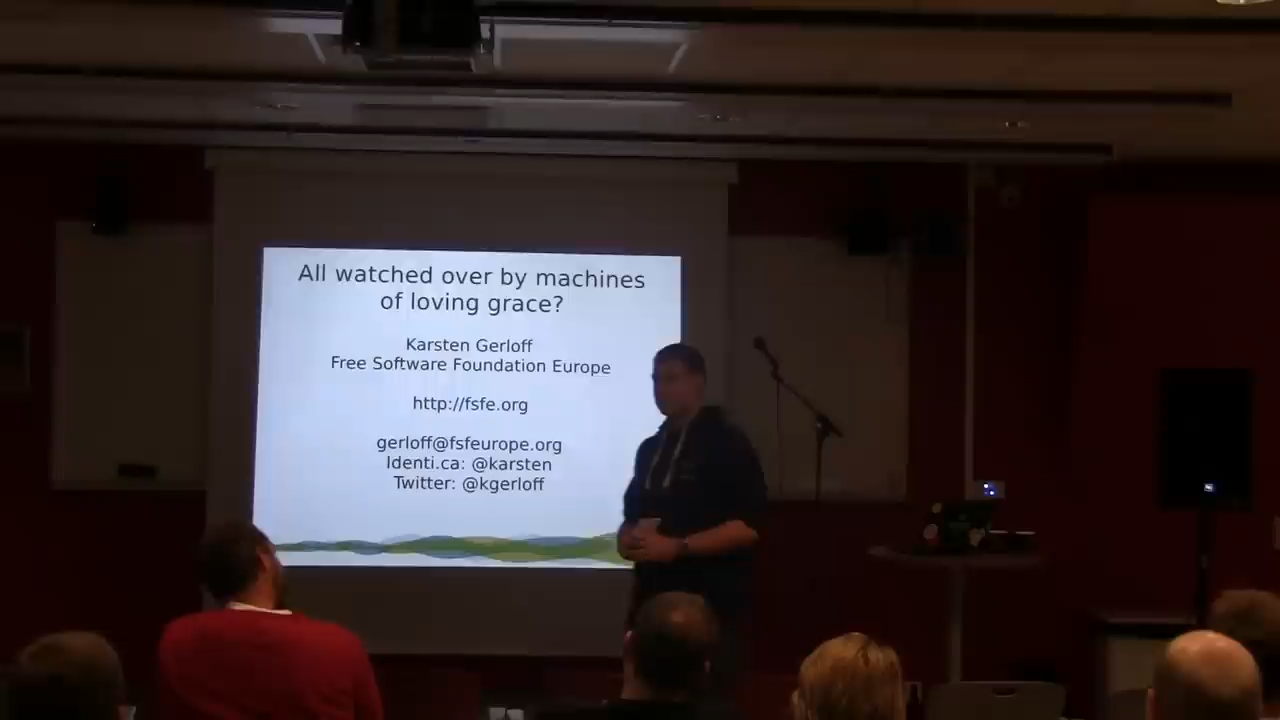 All watched over by machines
of loving grace?
Karsten Gerloff
Free Software Foundation Europe
http://fsfe.org
gerloff@fsfeurope.org
Identi.ca: @karsten
Twitter: @kgerloff